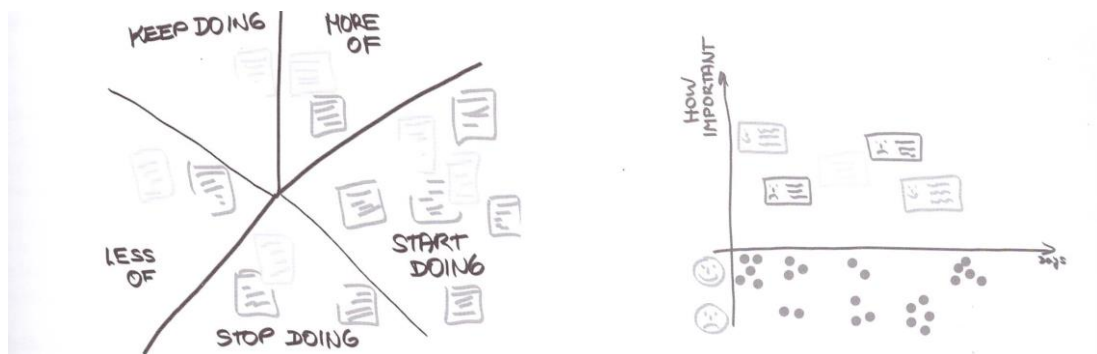 KEEP DOING
MORE
OF
LESS
OF
START
DOING
STOP DOING
HOW
IMPORTANT